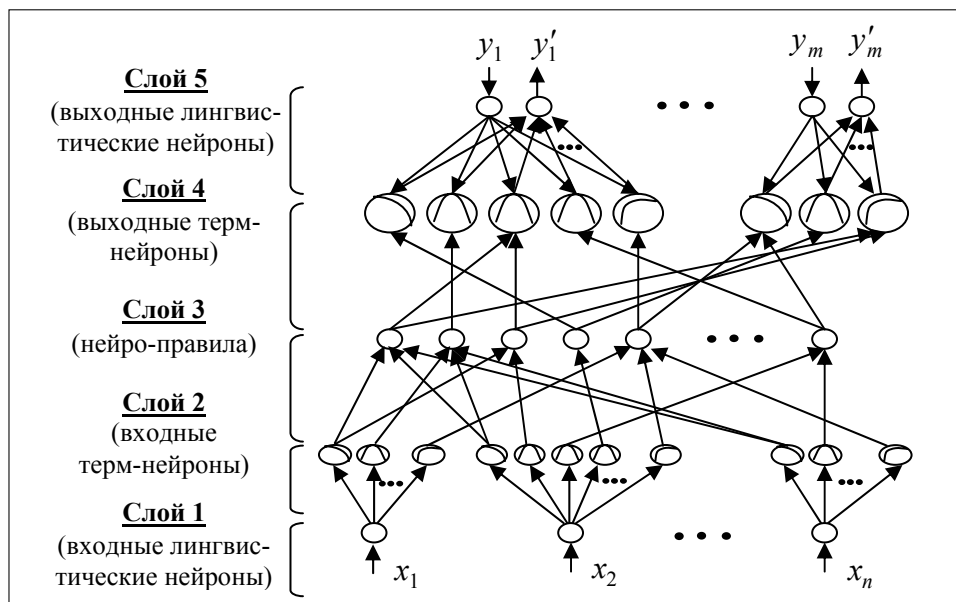 y₁ y₁′ yₘ yₘ′
Слой 5
(выходные лингвис-
тические нейроны)
Слой 4
(выходные терм-
нейроны)
Слой 3
(нейро-правила)
Слой 2
(входные
терм-нейроны)
Слой 1
(входные лингвис-
тические нейроны)
x₁ x₂ xₙ